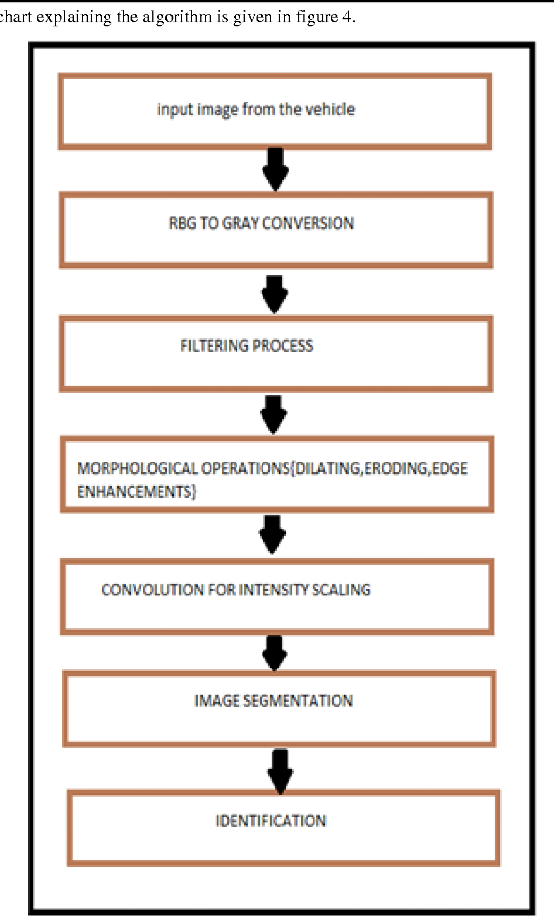 chart explaining the algorithm is given in figure 4.
input image from the vehicle
RBG TO GRAY CONVERSION
FILTERING PROCESS
MORPHOLOGICAL OPERATIONS{DILATING,ERODING,EDGE
ENHANCEMENTS}
CONVOLUTION FOR INTENSITY SCALING
IMAGE SEGMENTATION
IDENTIFICATION